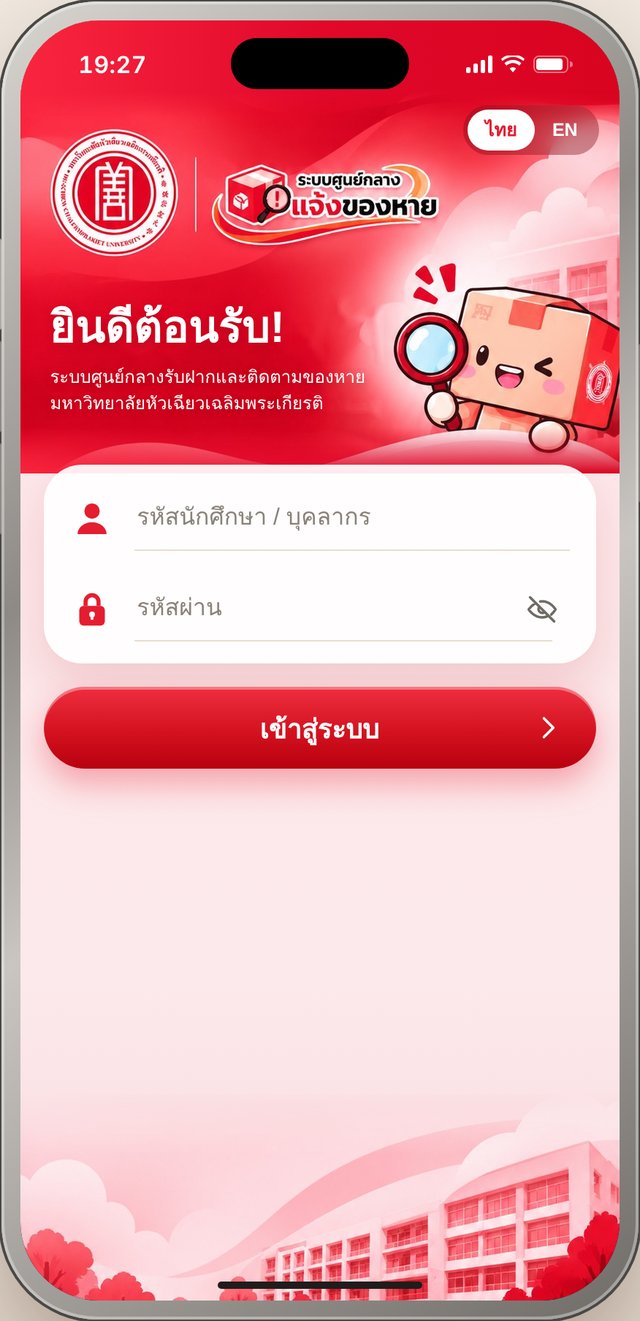 19:27
ไทย EN
ระบบศูนย์กลาง
แจ้งของหาย
ยินดีต้อนรับ!
ระบบศูนย์กลางรับฝากและติดตามของหาย
มหาวิทยาลัยหัวเฉียวเฉลิมพระเกียรติ
รหัสนักศึกษา / บุคลากร
รหัสผ่าน
เข้าสู่ระบบ